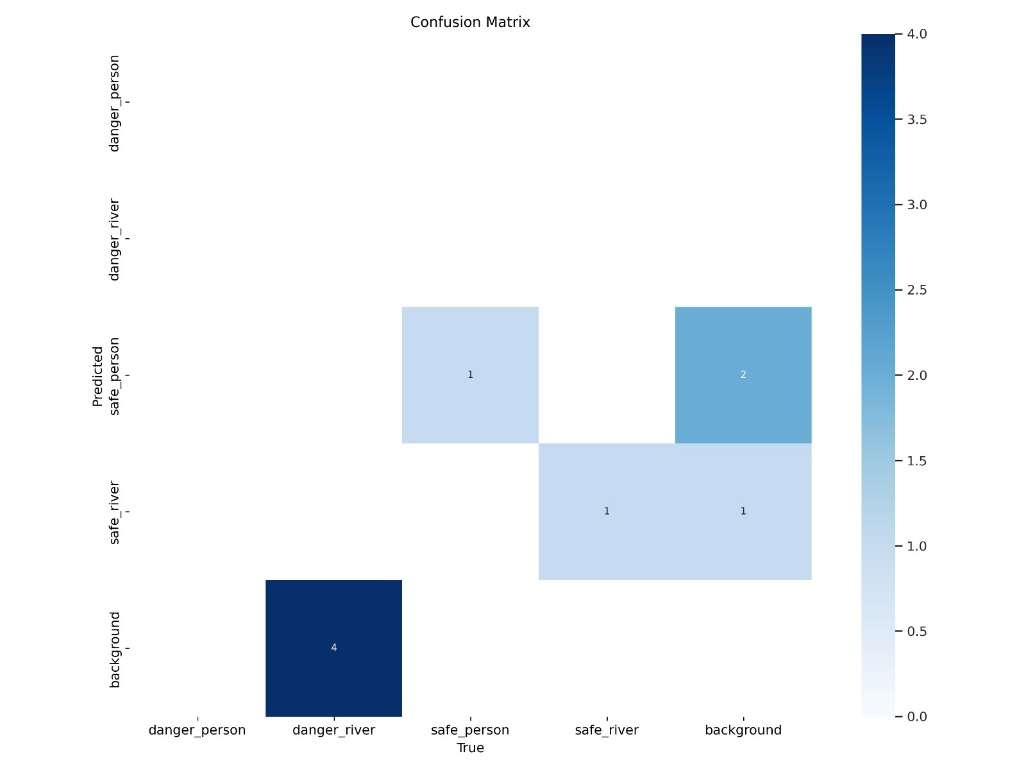 Confusion Matrix
danger_person
danger_river
safe_person
safe_river
background
Predicted
1
2
1
1
4
danger_person
danger_river
safe_person
safe_river
background
True
4.0
3.5
3.0
2.5
2.0
1.5
1.0
0.5
0.0